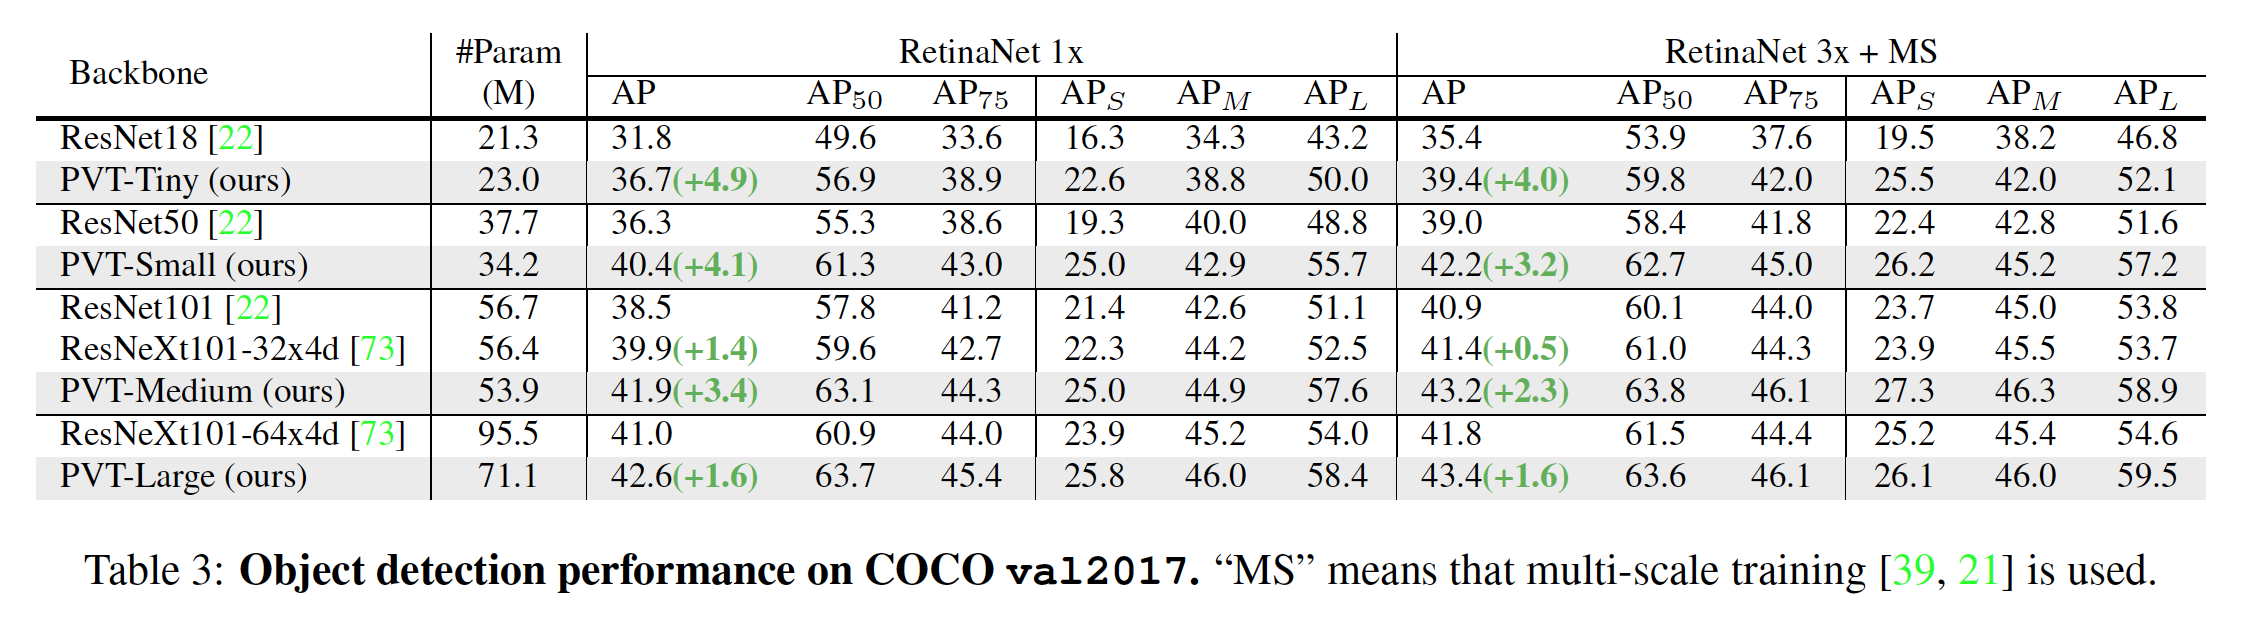 Backbone #Param (M) RetinaNet 1x RetinaNet 3x + MS
AP AP50 AP75 APS APM APL AP AP50 AP75 APS APM APL
ResNet18 [22] 21.3 31.8 49.6 33.6 16.3 34.3 43.2 35.4 53.9 37.6 19.5 38.2 46.8
PVT-Tiny (ours) 23.0 36.7(+4.9) 56.9 38.9 22.6 38.8 50.0 39.4(+4.0) 59.8 42.0 25.5 42.0 52.1
ResNet50 [22] 37.7 36.3 55.3 38.6 19.3 40.0 48.8 39.0 58.4 41.8 22.4 42.8 51.6
PVT-Small (ours) 34.2 40.4(+4.1) 61.3 43.0 25.0 42.9 55.7 42.2(+3.2) 62.7 45.0 26.2 45.2 57.2
ResNet101 [22] 56.7 38.5 57.8 41.2 21.4 42.6 51.1 40.9 60.1 44.0 23.7 45.0 53.8
ResNeXt101-32x4d [73] 56.4 39.9(+1.4) 59.6 42.7 22.3 44.2 52.5 41.4(+0.5) 61.0 44.3 23.9 45.5 53.7
PVT-Medium (ours) 53.9 41.9(+3.4) 63.1 44.3 25.0 44.9 57.6 43.2(+2.3) 63.8 46.1 27.3 46.3 58.9
ResNeXt101-64x4d [73] 95.5 41.0 60.9 44.0 23.9 45.2 54.0 41.8 61.5 44.4 25.2 45.4 54.6
PVT-Large (ours) 71.1 42.6(+1.6) 63.7 45.4 25.8 46.0 58.4 43.4(+1.6) 63.6 46.1 26.1 46.0 59.5
Table 3: Object detection performance on COCO val2017. “MS” means that multi-scale training [39, 21] is used.